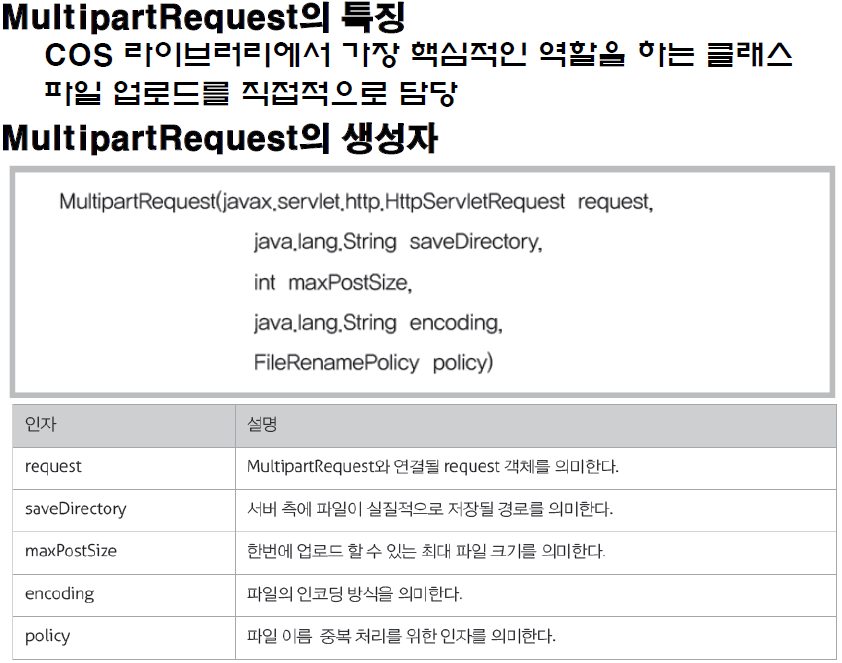 MultipartRequest의 특징
COS 라이브러리에서 가장 핵심적인 역할을 하는 클래스
파일 업로드를 직접적으로 담당
MultipartRequest의 생성자
MultipartRequest(javax.servlet.http.HttpServletRequest request,
java.lang.String saveDirectory,
int maxPostSize,
java.lang.String encoding,
FileRenamePolicy policy)
인자 설명
request MultipartRequest와 연결될 request 객체를 의미한다.
saveDirectory 서버 측에 파일이 실질적으로 저장될 경로를 의미한다.
maxPostSize 한번에 업로드 할 수 있는 최대 파일 크기를 의미한다.
encoding 파일의 인코딩 방식을 의미한다.
policy 파일 이름 중복 처리를 위한 인자를 의미한다.